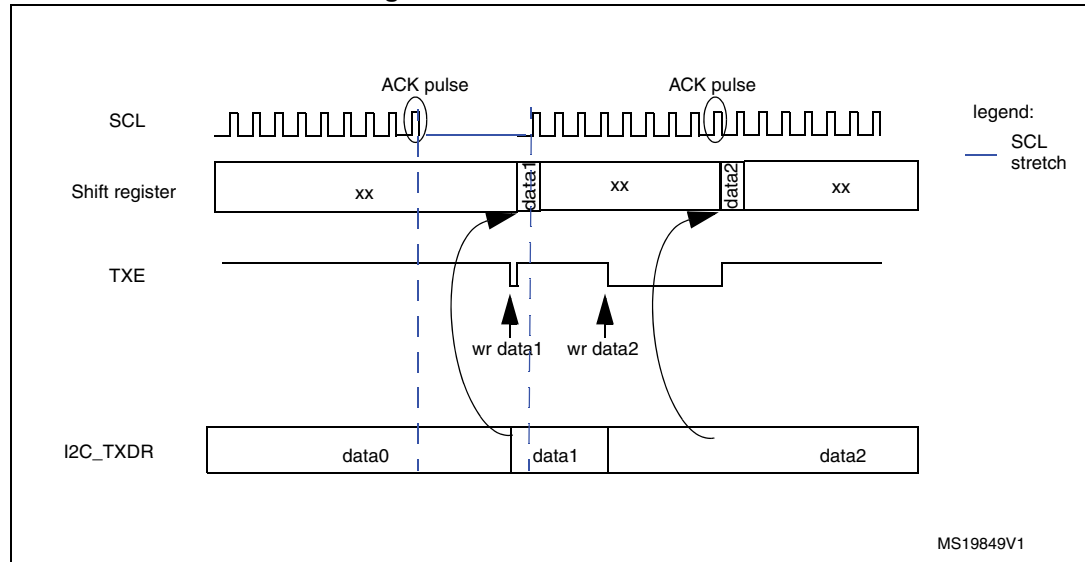 ACK pulse
ACK pulse
legend:
SCL
SCL
stretch
Shift register
xx
data1
xx
data2
xx
TXE
wr data1
wr data2
I2C_TXDR
data0
data1
data2
MS19849V1